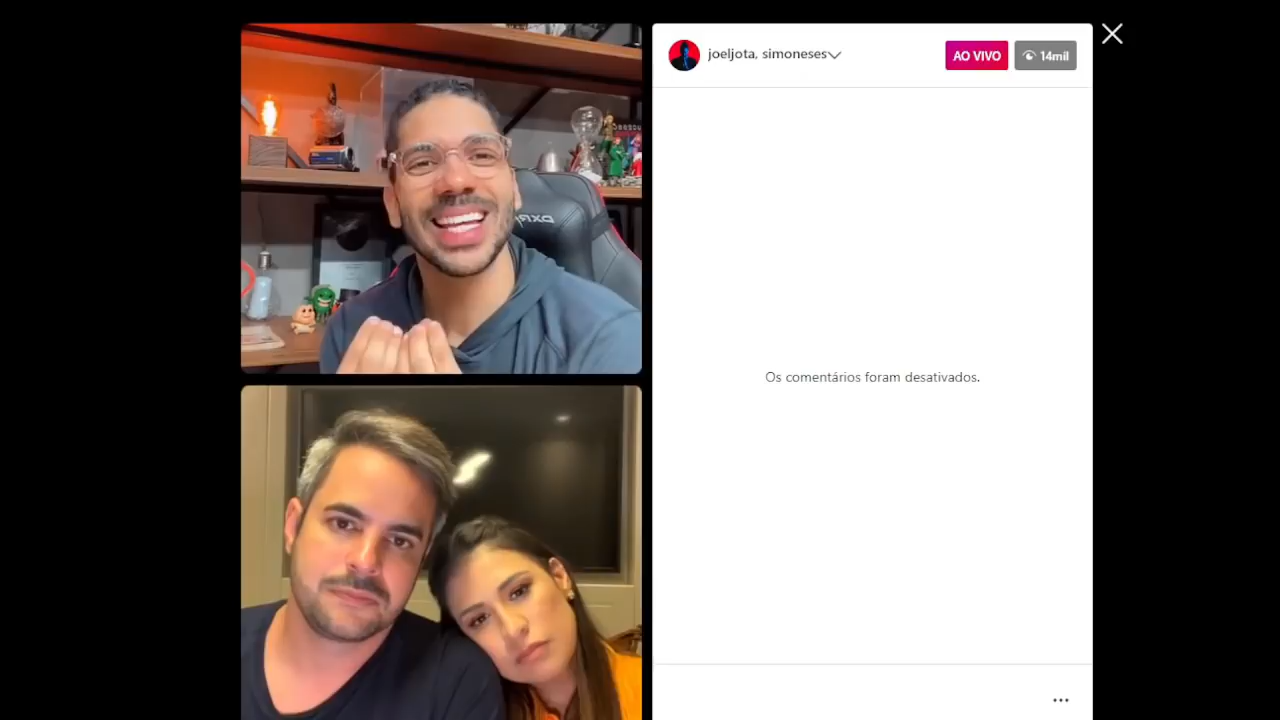 joeljota, simoneses
AO VIVO
14mil
Os comentários foram desativados.